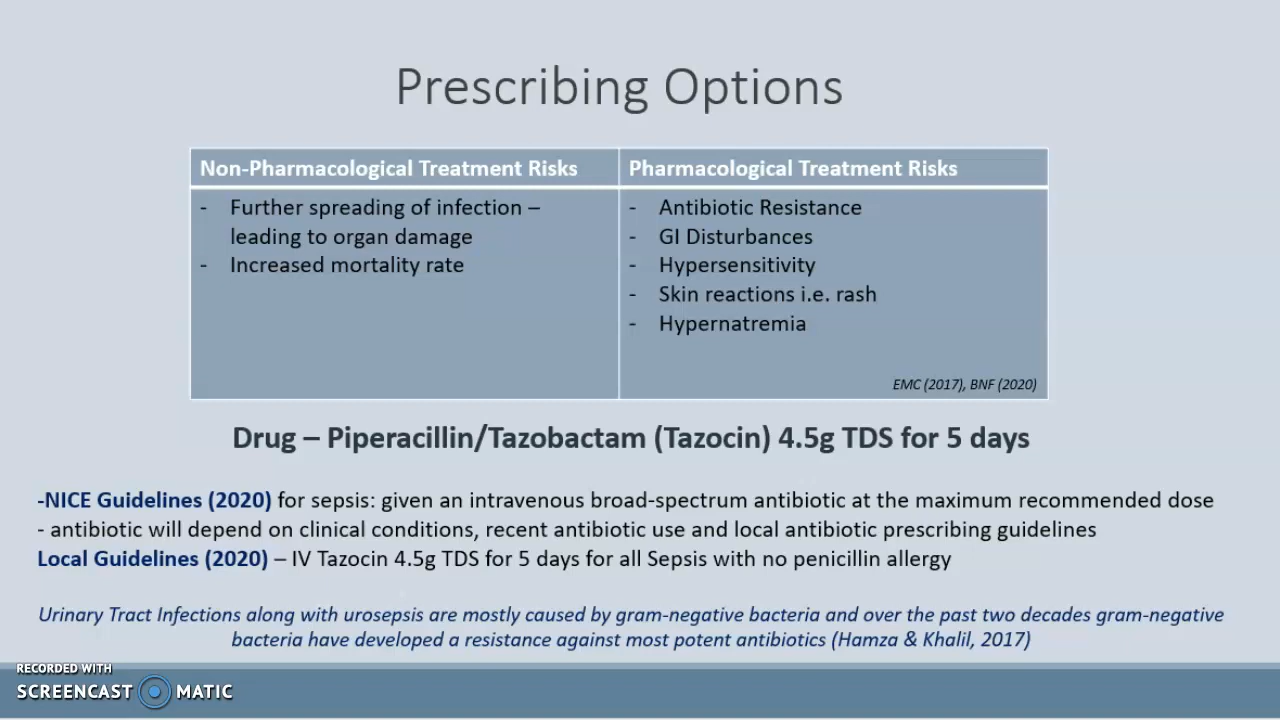 Prescribing Options
Non-Pharmacological Treatment Risks
- Further spreading of infection –
leading to organ damage
- Increased mortality rate
Pharmacological Treatment Risks
- Antibiotic Resistance
- GI Disturbances
- Hypersensitivity
- Skin reactions i.e. rash
- Hypernatremia
EMC (2017), BNF (2020)
Drug – Piperacillin/Tazobactam (Tazocin) 4.5g TDS for 5 days
-NICE Guidelines (2020) for sepsis: given an intravenous broad-spectrum antibiotic at the maximum recommended dose
- antibiotic will depend on clinical conditions, recent antibiotic use and local antibiotic prescribing guidelines
Local Guidelines (2020) – IV Tazocin 4.5g TDS for 5 days for all Sepsis with no penicillin allergy
Urinary Tract Infections along with urosepsis are mostly caused by gram-negative bacteria and over the past two decades gram-negative
bacteria have developed a resistance against most potent antibiotics (Hamza & Khalil, 2017)
RECORDED WITH
SCREENCAST MATIC